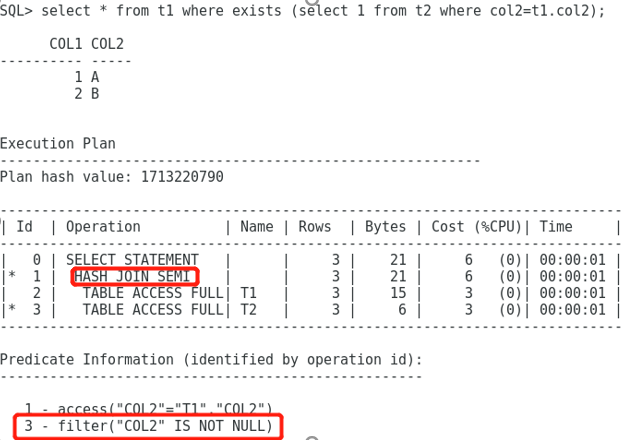 SQL> select * from t1 where exists (select 1 from t2 where col2=t1.col2);
COL1 COL2
---------- -----
1 A
2 B
Execution Plan
----------------------------------------------------------
Plan hash value: 1713220790
---------------------------------------------------------------------------
| Id | Operation | Name | Rows | Bytes | Cost (%CPU)| Time |
---------------------------------------------------------------------------
| 0 | SELECT STATEMENT | | 3 | 21 | 6 (0)| 00:00:01 |
|* 1 | HASH JOIN SEMI | | 3 | 21 | 6 (0)| 00:00:01 |
| 2 | TABLE ACCESS FULL| T1 | 3 | 15 | 3 (0)| 00:00:01 |
|* 3 | TABLE ACCESS FULL| T2 | 3 | 6 | 3 (0)| 00:00:01 |
---------------------------------------------------------------------------
Predicate Information (identified by operation id):
---------------------------------------------------
1 - access("COL2"="T1"."COL2")
3 - filter("COL2" IS NOT NULL)